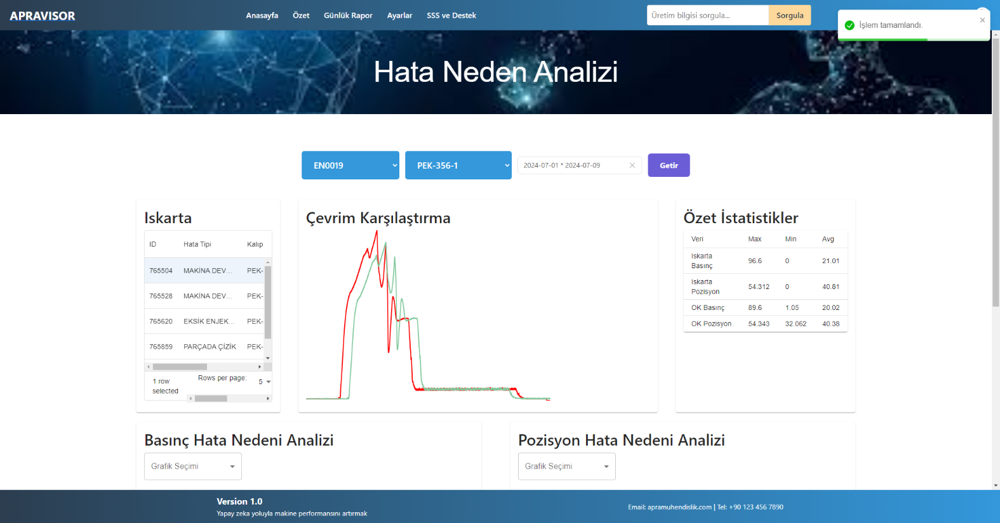 APRAVISOR
Anasayfa Özet Günlük Rapor Ayarlar SSS ve Destek
Üretim bilgisi sorgula... Sorgula
İşlem tamamlandı.
Hata Neden Analizi
EN0019 PEK-356-1 2024-07-01 * 2024-07-09 Getir
Iskarta
ID Hata Tipi Kalıp
765504 MAKİNA DEV... PEK-
765528 MAKİNA DEV... PEK-
765620 EKSİK ENJEK... PEK-
765859 PARÇADA ÇİZİK PEK-
1 row selected
Rows per page: 5
Çevrim Karşılaştırma
Özet İstatistikler
Veri Max Min Avg
Iskarta Basınç 96.6 0 21.01
Iskarta Pozisyon 54.312 0 40.81
OK Basınç 89.6 1.05 20.02
OK Pozisyon 54.343 32.062 40.38
Basınç Hata Nedeni Analizi
Grafik Seçimi
Pozisyon Hata Nedeni Analizi
Grafik Seçimi
Version 1.0
Yapay zeka yoluyla makine performansını artırmak
Email: apramuhendislik.com | Tel: +90 123 456 7890